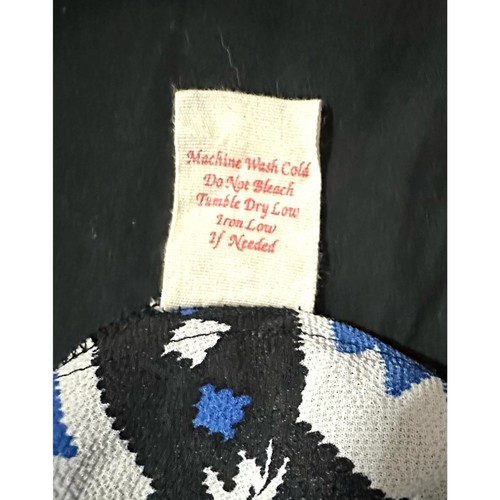 Machine Wash Cold
Do Not Bleach
Tumble Dry Low
Iron Low
If Needed